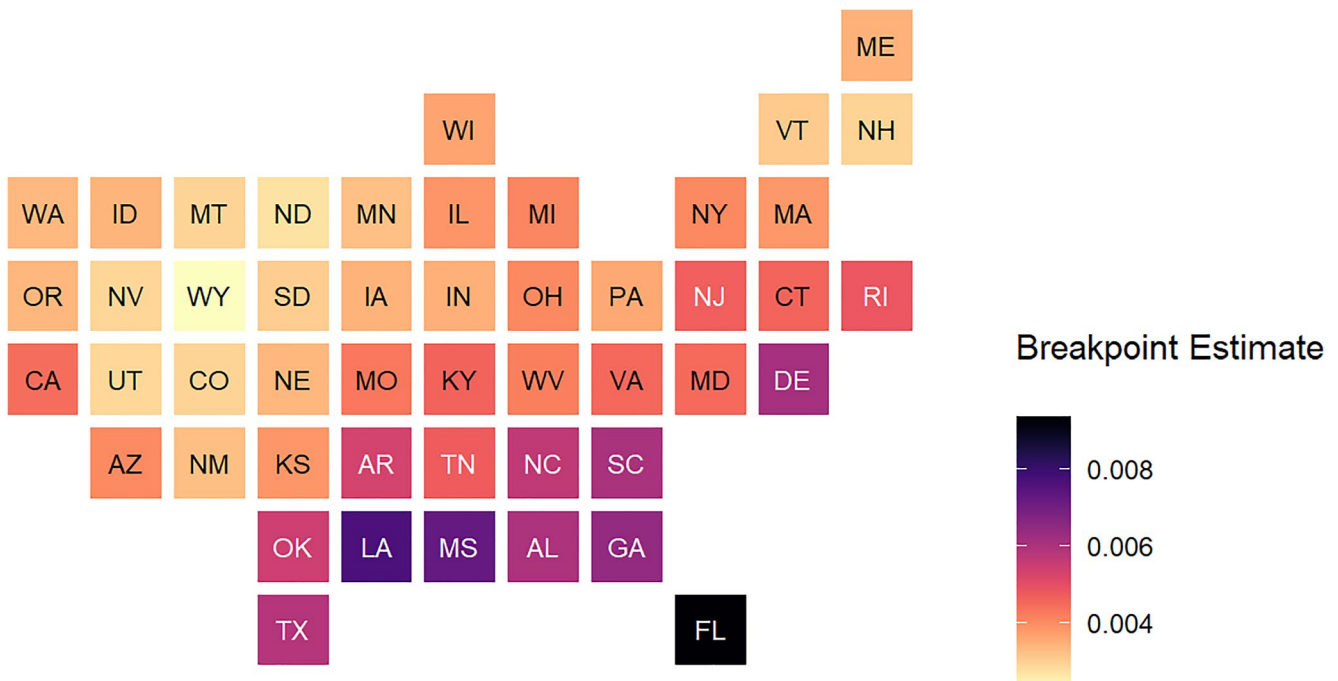 ME
WI VT NH
WA ID MT ND MN IL MI NY MA
OR NV WY SD IA IN OH PA NJ CT RI
CA UT CO NE MO KY WV VA MD DE
AZ NM KS AR TN NC SC
OK LA MS AL GA
TX FL
Breakpoint Estimate
0.008
0.006
0.004